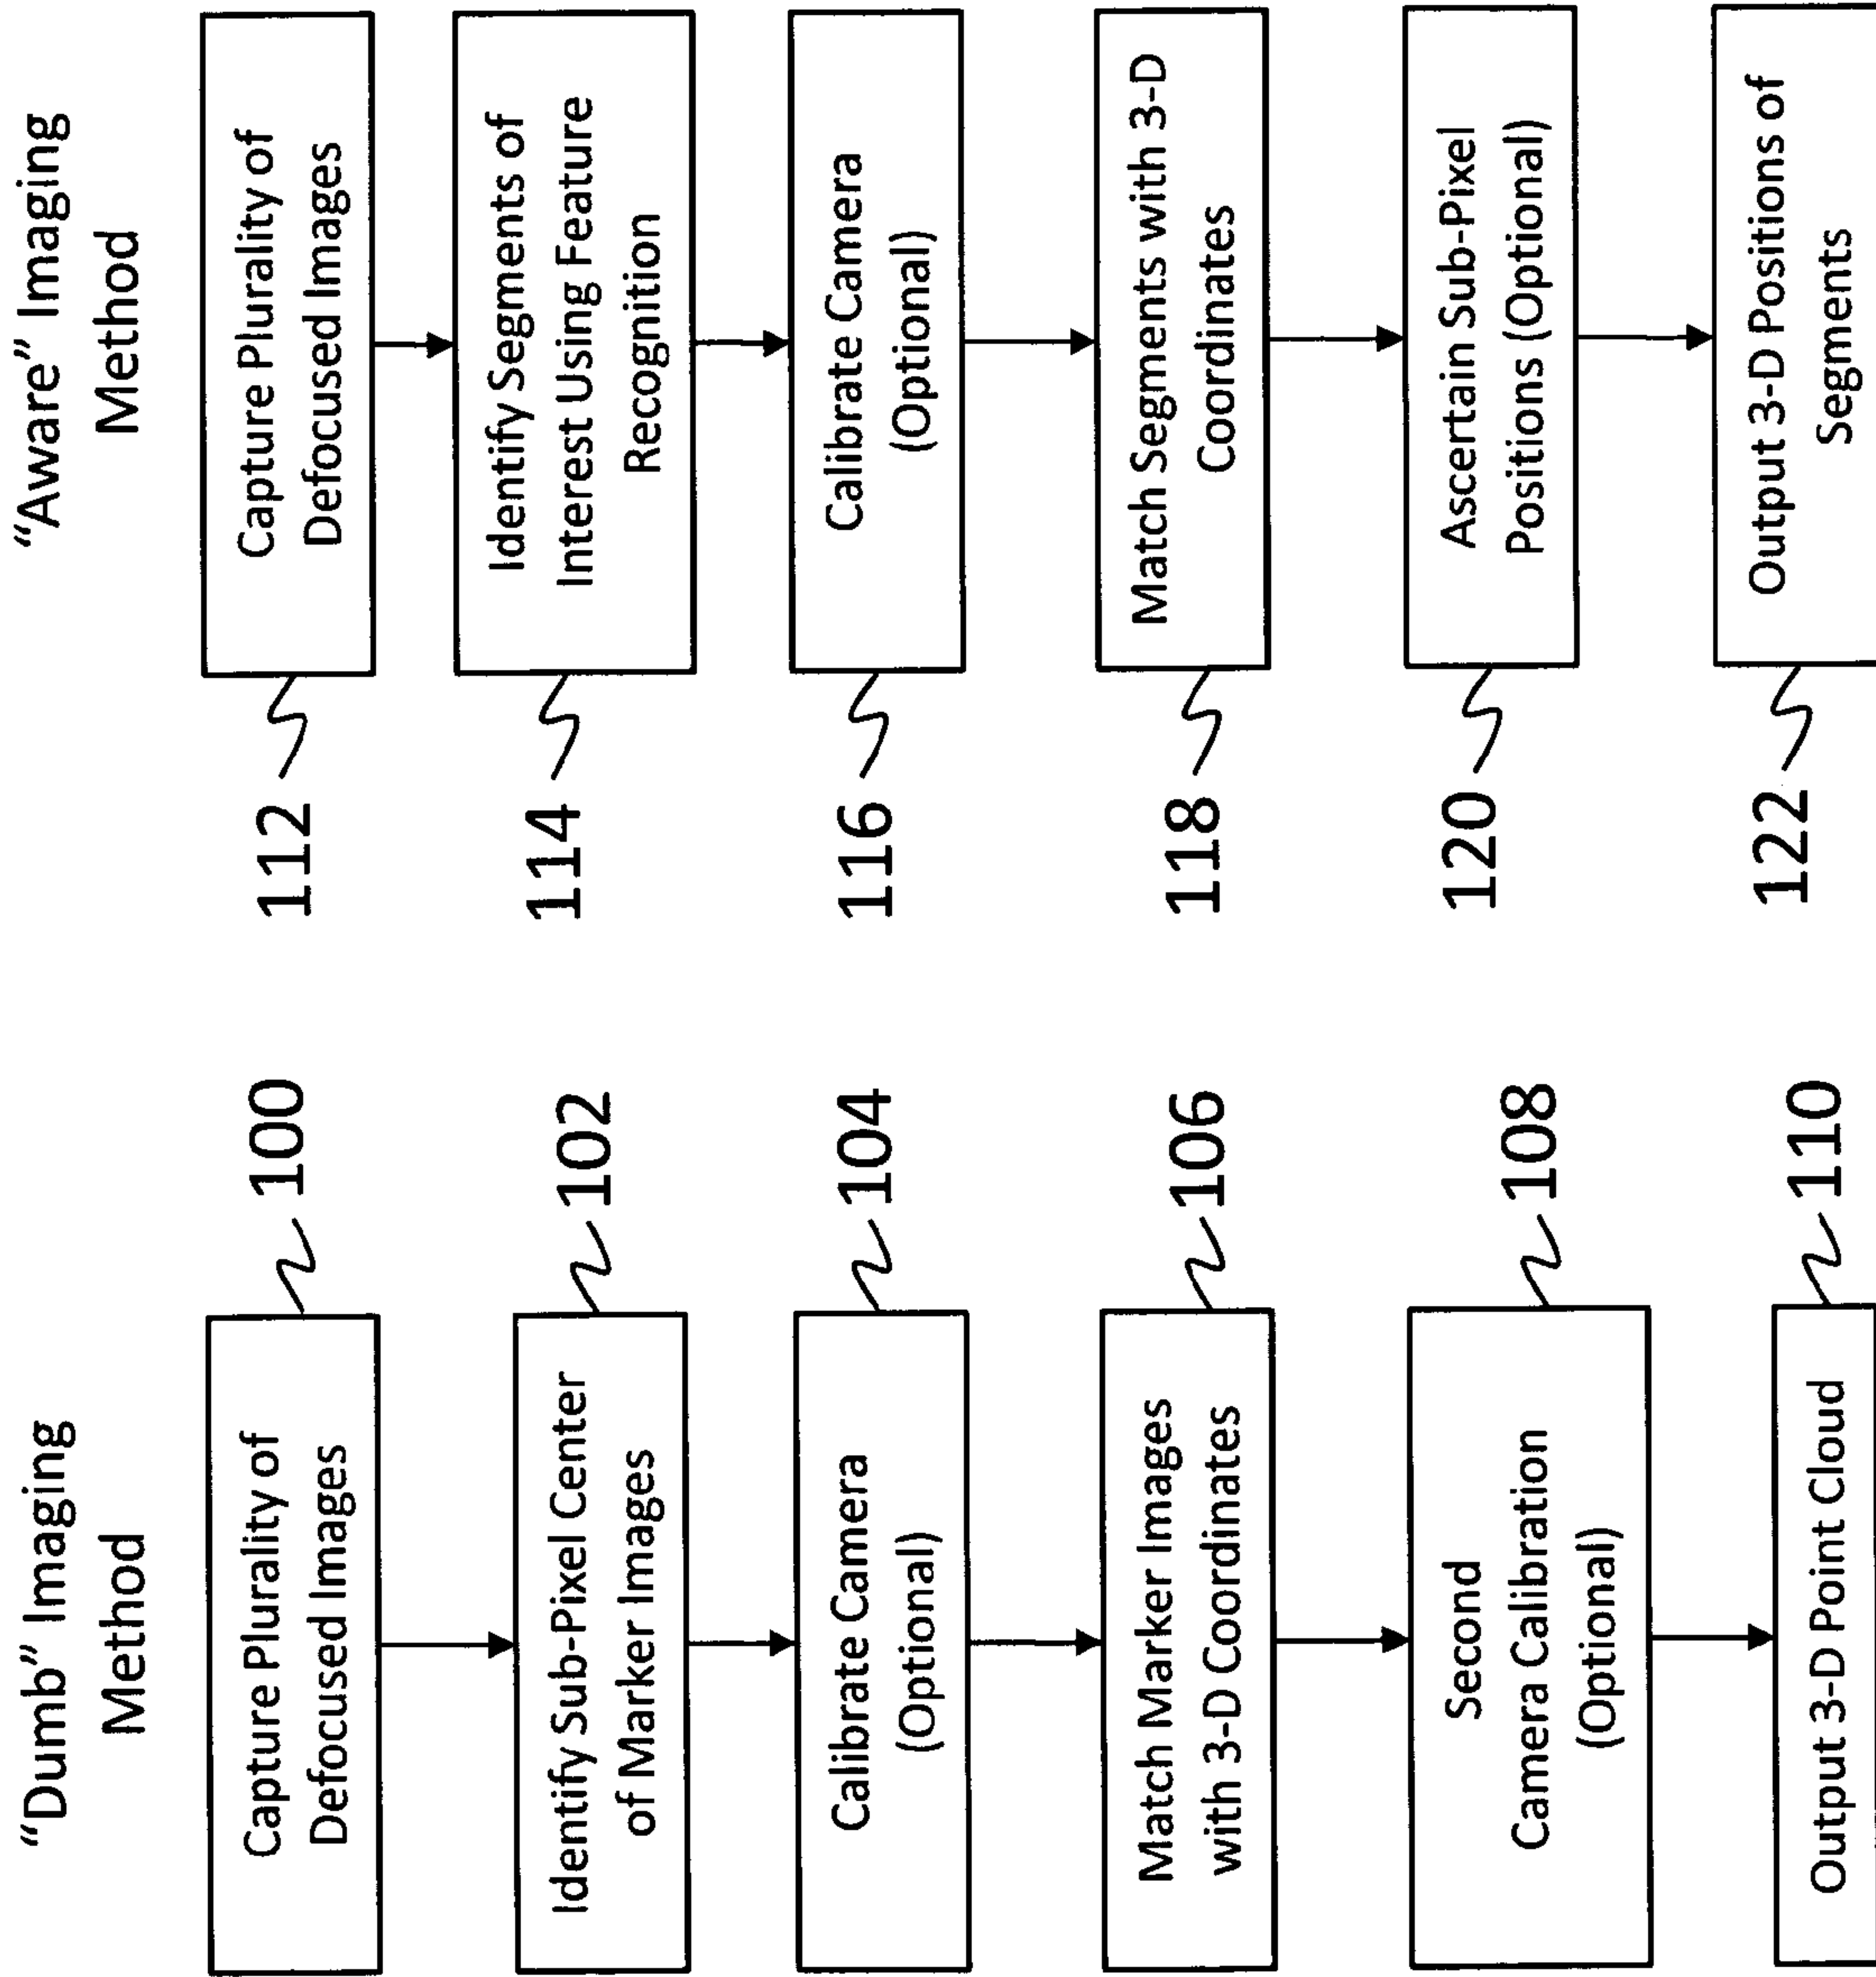 "Dumb" Imaging
Method
Capture Plurality of
Defocused Images
100
Identify Sub-Pixel Center
of Marker Images
102
Calibrate Camera
(Optional)
104
Match Marker Images
with 3-D Coordinates
106
Second
Camera Calibration
(Optional)
108
Output 3-D Point Cloud
110
"Aware" Imaging
Method
112
Capture Plurality of
Defocused Images
114
Identify Segments of
Interest Using Feature
Recognition
116
Calibrate Camera
(Optional)
118
Match Segments with 3-D
Coordinates
120
Ascertain Sub-Pixel
Positions (Optional)
122
Output 3-D Positions of
Segments